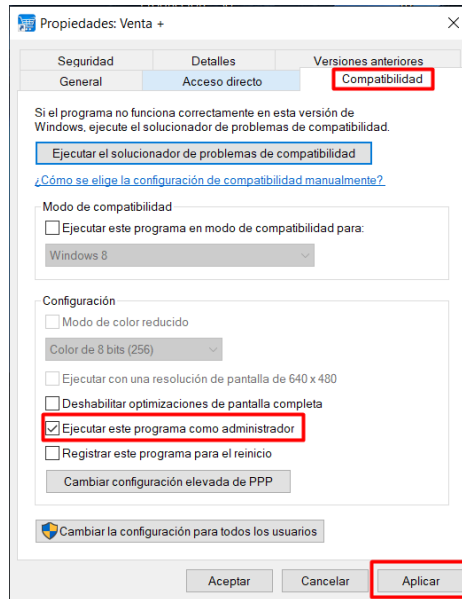 Propiedades: Venta +
Seguridad Detalles Versiones anteriores
General Acceso directo Compatibilidad
Si el programa no funciona correctamente en esta versión de
Windows, ejecute el solucionador de problemas de compatibilidad.
Ejecutar el solucionador de problemas de compatibilidad
¿Cómo se elige la configuración de compatibilidad manualmente?
Modo de compatibilidad
Ejecutar este programa en modo de compatibilidad para:
Windows 8
Configuración
Modo de color reducido
Color de 8 bits (256)
Ejecutar con una resolución de pantalla de 640 x 480
Deshabilitar optimizaciones de pantalla completa
Ejecutar este programa como administrador
Registrar este programa para el reinicio
Cambiar configuración elevada de PPP
Cambiar la configuración para todos los usuarios
Aceptar Cancelar Aplicar